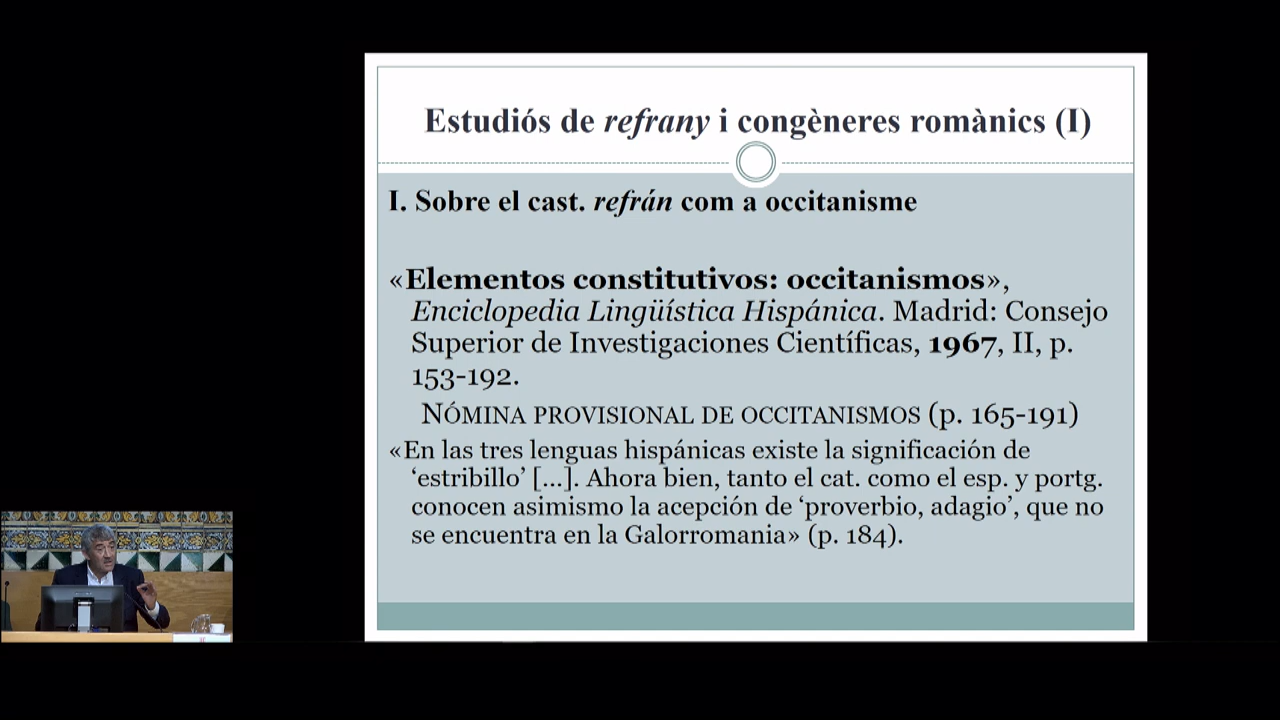 Estudiós de refrany i congèneres romànics (I)
I. Sobre el cast. refrán com a occitanisme
«Elementos constitutivos: occitanismos»,
Enciclopedia Lingüística Hispánica. Madrid: Consejo
Superior de Investigaciones Científicas, 1967, II, p.
153-192.
NÓMINA PROVISIONAL DE OCCITANISMOS (p. 165-191)
«En las tres lenguas hispánicas existe la significación de
‘estribillo’ [...]. Ahora bien, tanto el cat. como el esp. y portg.
conocen asimismo la acepción de ‘proverbio, adagio’, que no
se encuentra en la Galorromania» (p. 184).